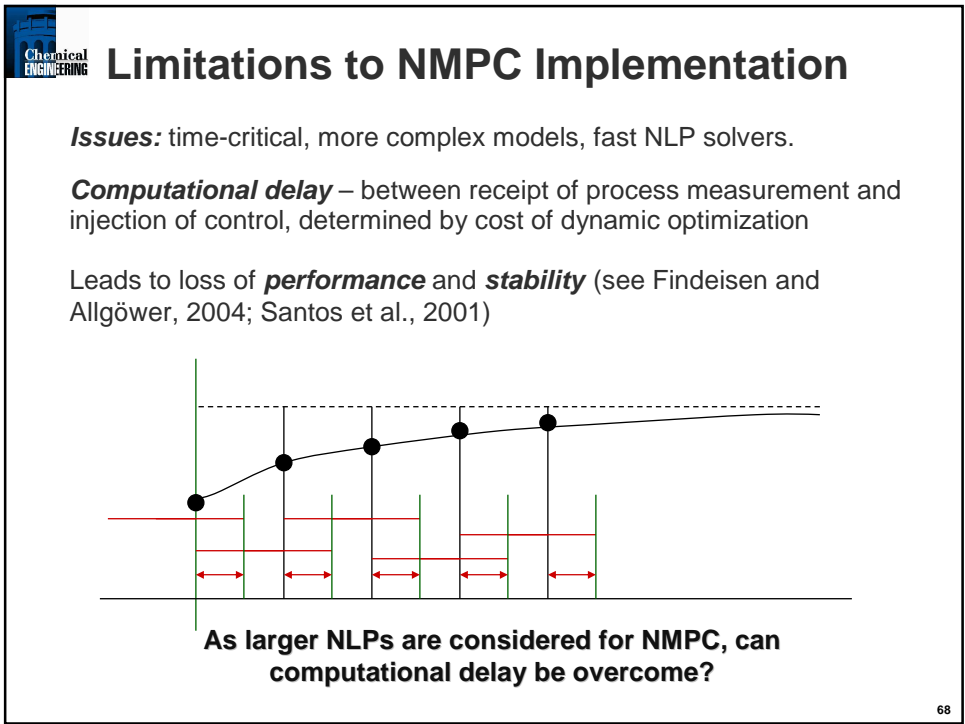 Chemical
ENGINEERING
Limitations to NMPC Implementation
Issues: time-critical, more complex models, fast NLP solvers.
Computational delay – between receipt of process measurement and
injection of control, determined by cost of dynamic optimization
Leads to loss of performance and stability (see Findeisen and
Allgöwer, 2004; Santos et al., 2001)
As larger NLPs are considered for NMPC, can
computational delay be overcome?
68